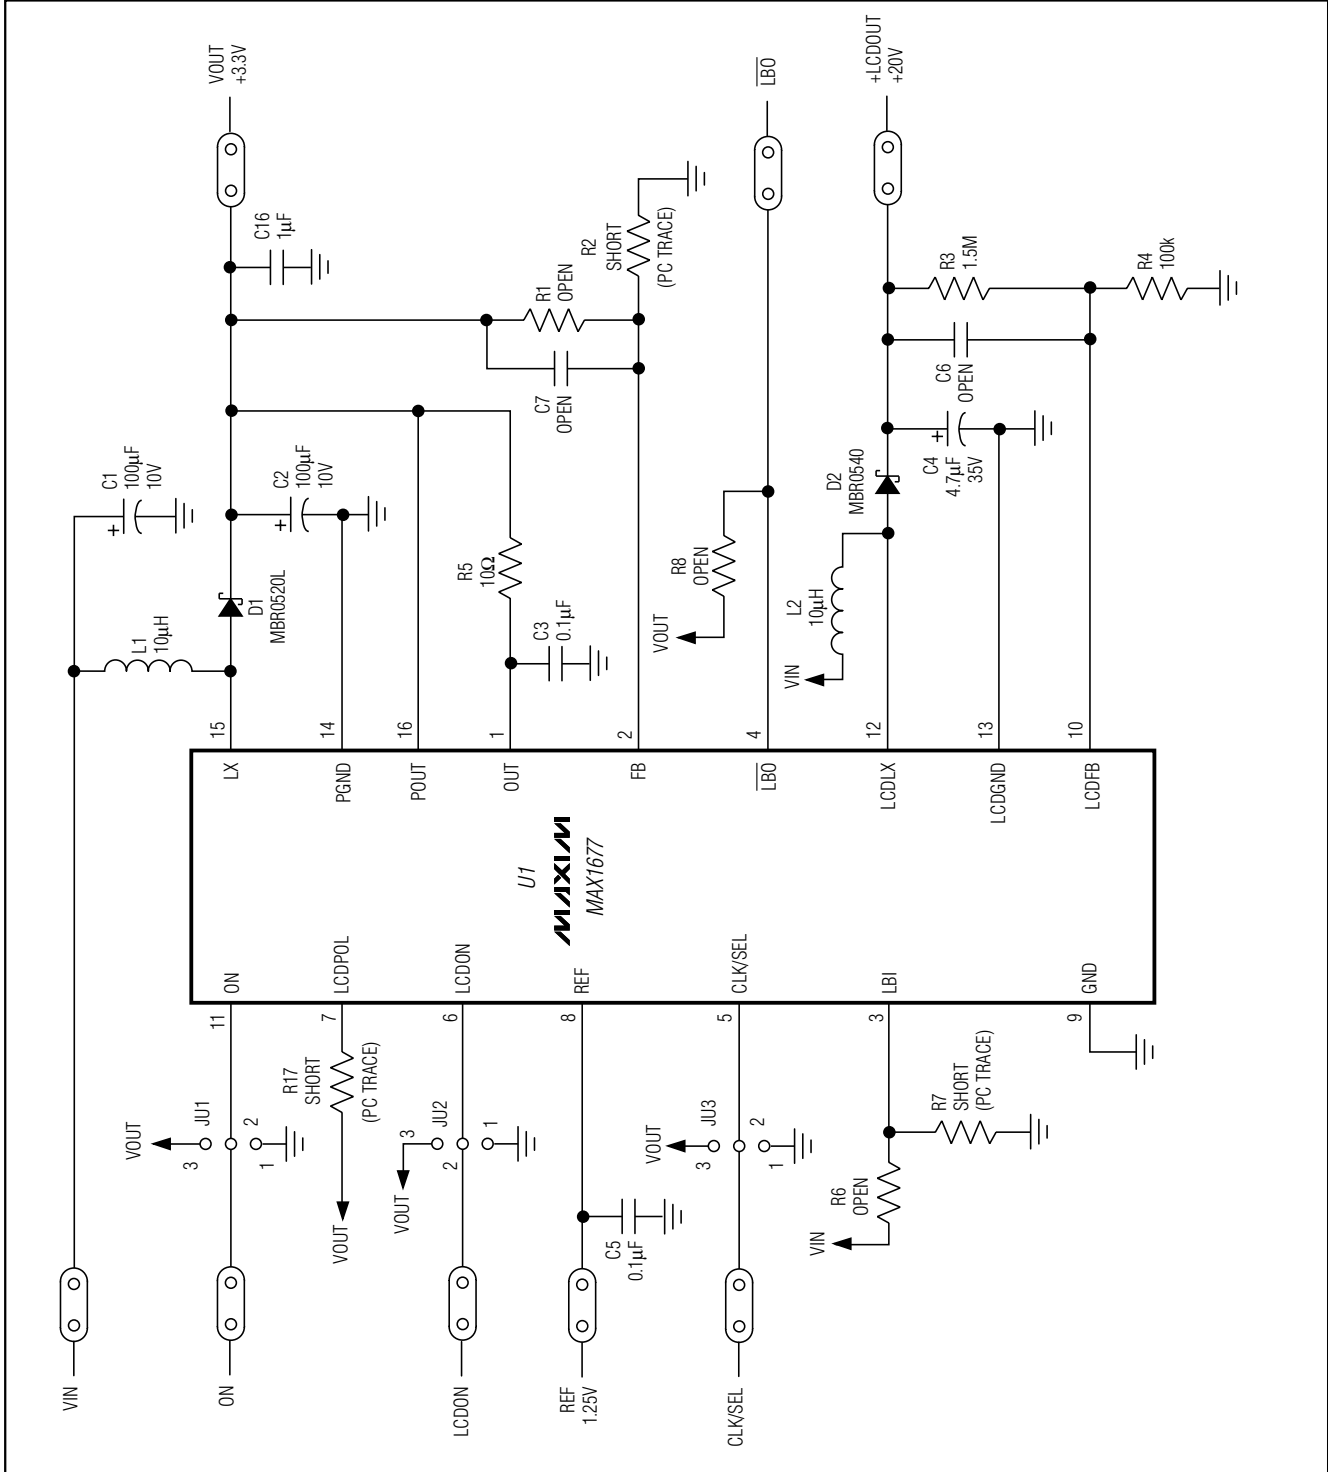 VIN
L1
10µH
C1
100µF
10V
VOUT
+3.3V
ON
JU1
VOUT
3
2
1
11
ON
LX
15
D1
MBR0520L
C2
100µF
10V
C16
1µF
VOUT
R17
SHORT
(PC TRACE)
7
LCDPOL
PGND
14
LCDON
VOUT
3
JU2
2
1
6
LCDON
POUT
16
OUT
1
R5
10Ω
C3
0.1µF
REF
1.25V
C5
0.1µF
8
REF
U1
MAXIM
MAX1677
FB
2
C7
OPEN
R1
OPEN
R2
SHORT
(PC TRACE)
CLK/SEL
VOUT
3
JU3
2
1
5
CLK/SEL
LBO
4
VOUT
R8
OPEN
LBO
VIN
R6
OPEN
R7
SHORT
(PC TRACE)
3
LBI
LCDLX
12
VIN
L2
10µH
D2
MBR0540
+LCDOUT
+20V
LCDGND
13
C4
4.7µF
35V
C6
OPEN
R3
1.5M
9
GND
LCDFB
10
R4
100k